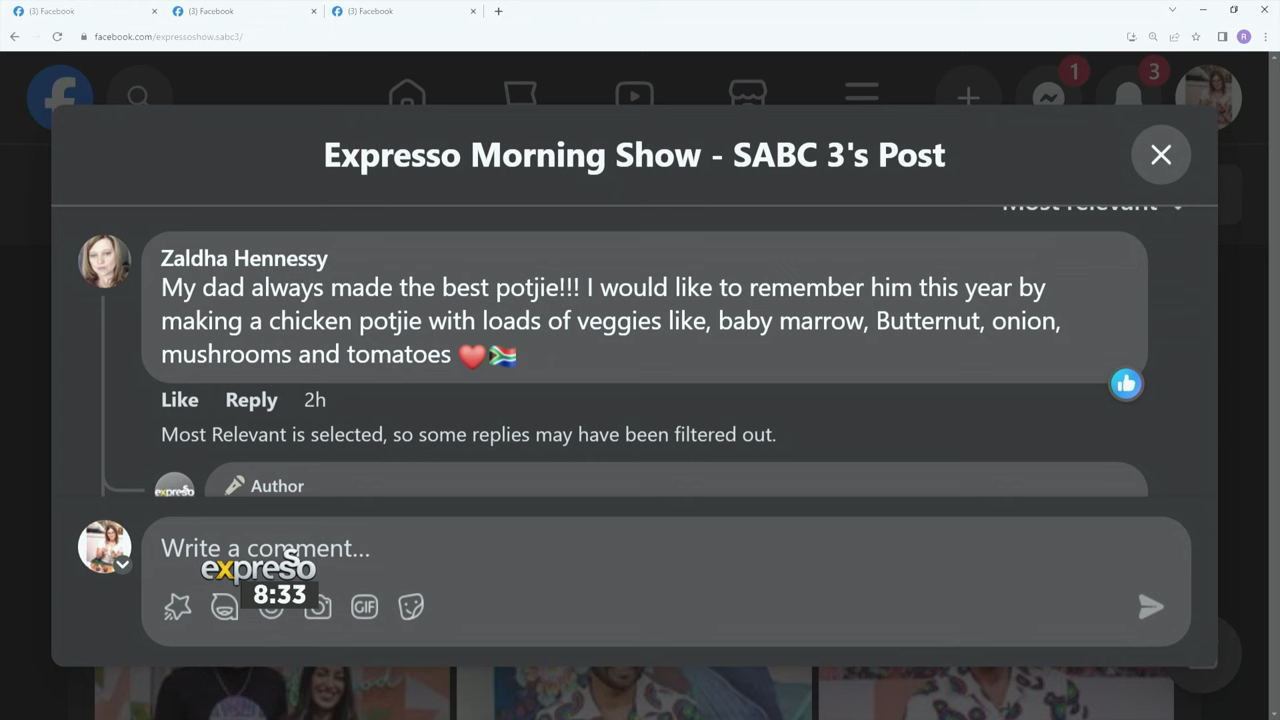 (3) Facebook
(3) Facebook
(3) Facebook
facebook.com/expressoshow.sabc3/
1
3
Expresso Morning Show - SABC 3's Post
Most relevant
Zaldha Hennessy
My dad always made the best potjie!!! I would like to remember him this year by
making a chicken potjie with loads of veggies like, baby marrow, Butternut, onion,
mushrooms and tomatoes ❤️🇿🇦
Like Reply 2h
Most Relevant is selected, so some replies may have been filtered out.
expresso
Author
Write a comment...
expresso
8:33
GIF
R